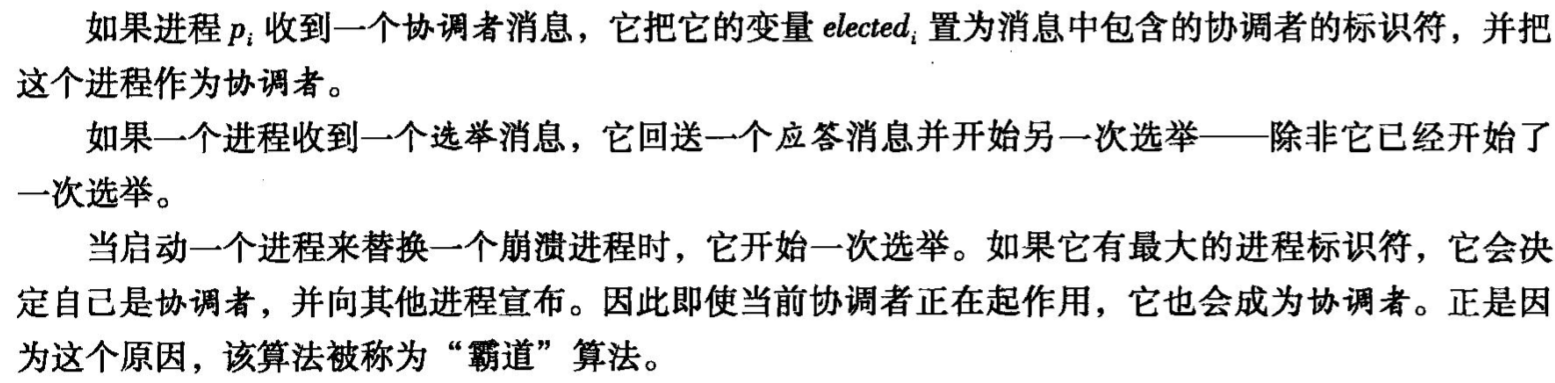 如果进程 pi 收到一个协调者消息，它把它的变量 electedi 置为消息中包含的协调者的标识符，并把
这个进程作为协调者。
如果一个进程收到一个选举消息，它回送一个应答消息并开始另一次选举——除非它已经开始了
一次选举。
当启动一个进程来替换一个崩溃进程时，它开始一次选举。如果它有最大的进程标识符，它会决
定自己是协调者，并向其他进程宣布。因此即使当前协调者正在起作用，它也会成为协调者。正是因
为这个原因，该算法被称为“霸道”算法。